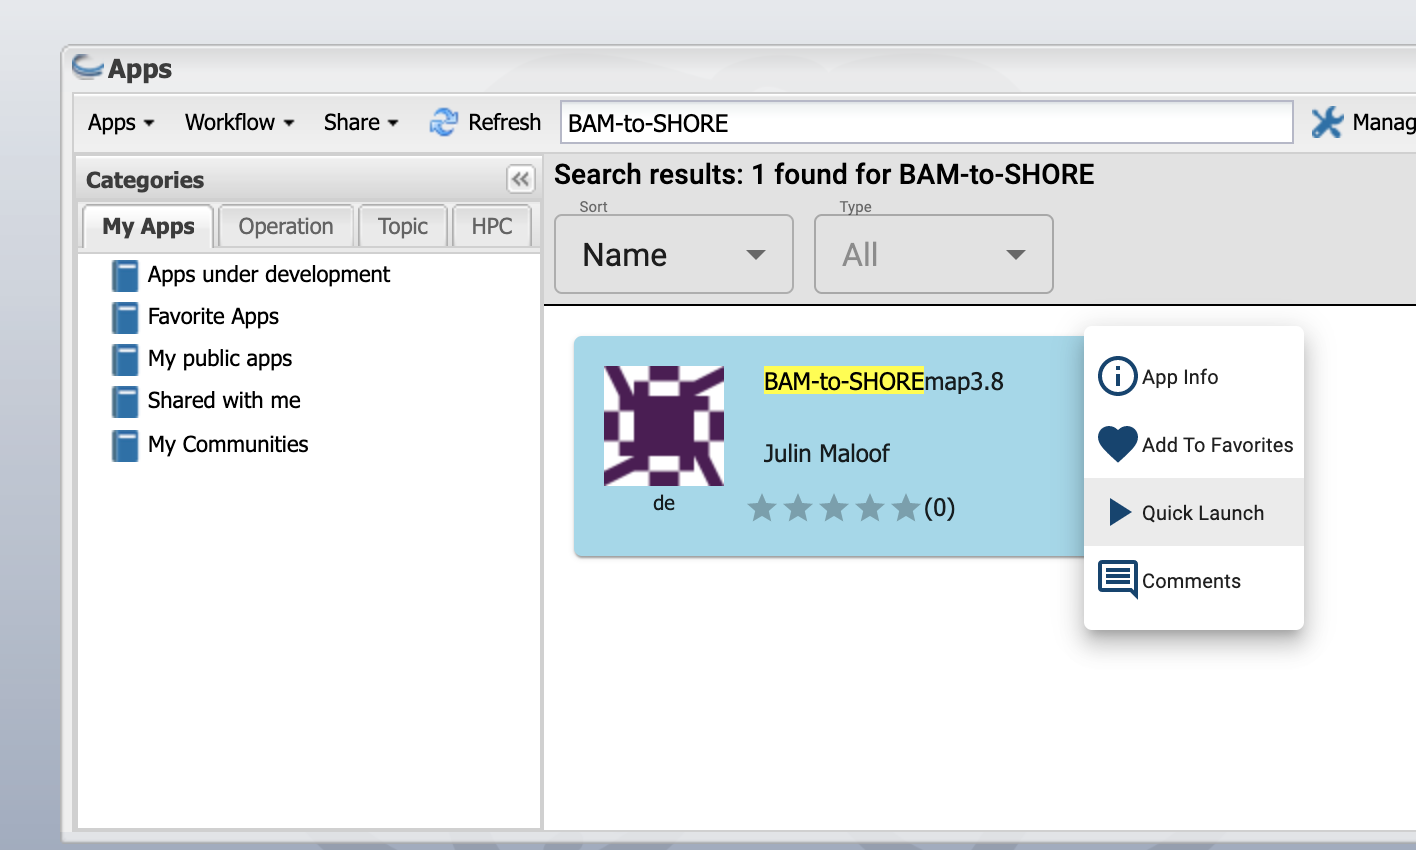 Apps
Apps Workflow Share Refresh BAM-to-SHORE Manag
Categories
My Apps Operation Topic HPC
Apps under development
Favorite Apps
My public apps
Shared with me
My Communities
Search results: 1 found for BAM-to-SHORE
Sort Type
Name All
BAM-to-SHOREmap3.8
Julin Maloof
de
(0)
App Info
Add To Favorites
Quick Launch
Comments